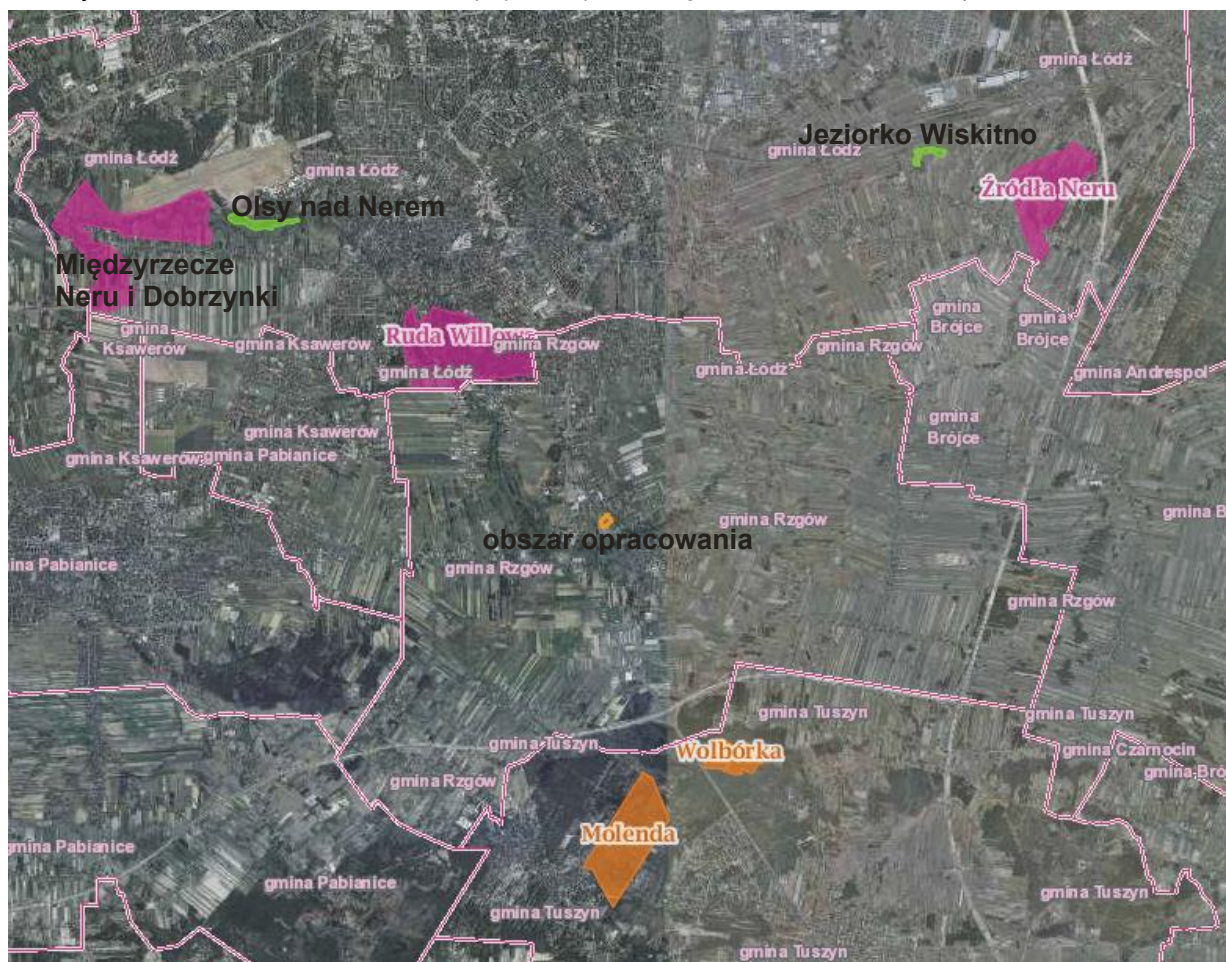 gmina Łódź
Jeziorko Wiskitno
gmina Łódź
gmina Łódź
gmina Łódź
Źródła Neru
Olsy nad Nerem
Międzyrzecze
Neru i Dobrzynki
gmina
Brójce
gmina
Brójce
gmina
Ksawerów
gmina Ksawerów
Ruda Willowa
gmina Rzgów
gmina Rzgów
gmina Łódź
gmina Łódź
gmina Andrespol
gmina
Brójce
gmina Ksawerów
gmina Ksawerów
gmina Pabianice
gmina Rzgów
gmina B
obszar opracowania
gmina Rzgów
mina Pabianice
gmina Rzgów
gmina Tuszyn
gmina Tuszyn
gmina Tuszyn
Wolbórka
gmina Czarnocin
gmina Rzgów
gmina Bró
Molenda
gmina Pabianice
gmina Pabianice
gmina Tuszyn
gmina Tuszyn
gmina Tuszyn